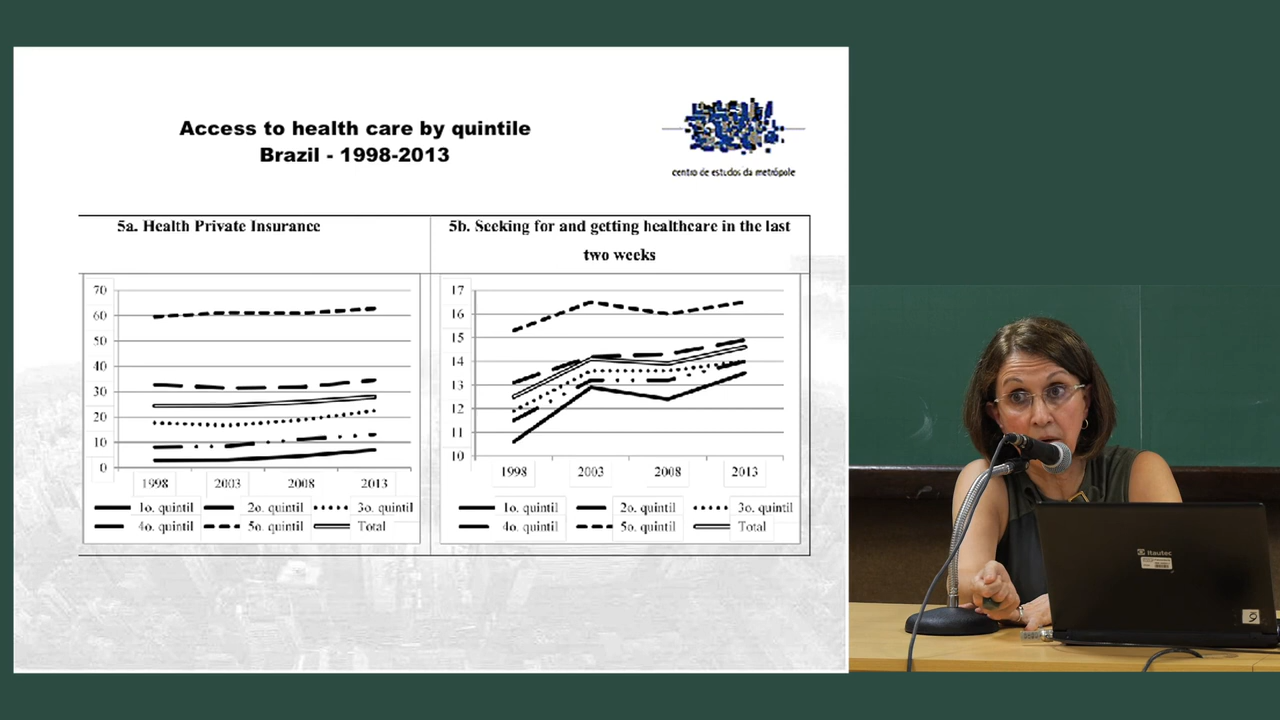 Access to health care by quintile
Brazil - 1998-2013
centro de estudos da metrópole
5a. Health Private Insurance
70
60
50
40
30
20
10
0
1998 2003 2008 2013
1o. quintil 2o. quintil 3o. quintil
4o. quintil 5o. quintil Total
5b. Seeking for and getting healthcare in the last
two weeks
17
16
15
14
13
12
11
10
1998 2003 2008 2013
1o. quintil 2o. quintil 3o. quintil
4o. quintil 5o. quintil Total
Itautec